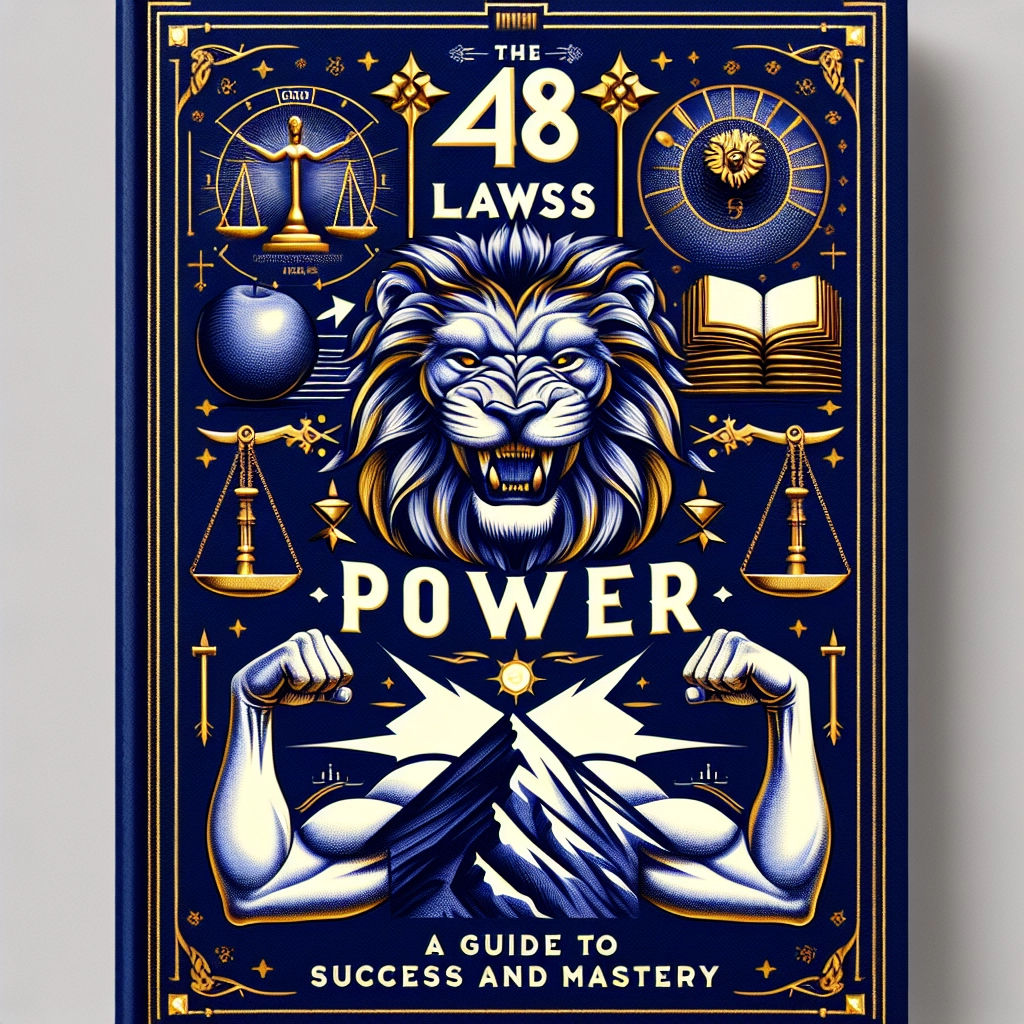 THE
48
LAWSS
POWER
A GUIDE TO
SUCCESS AND MASTERY